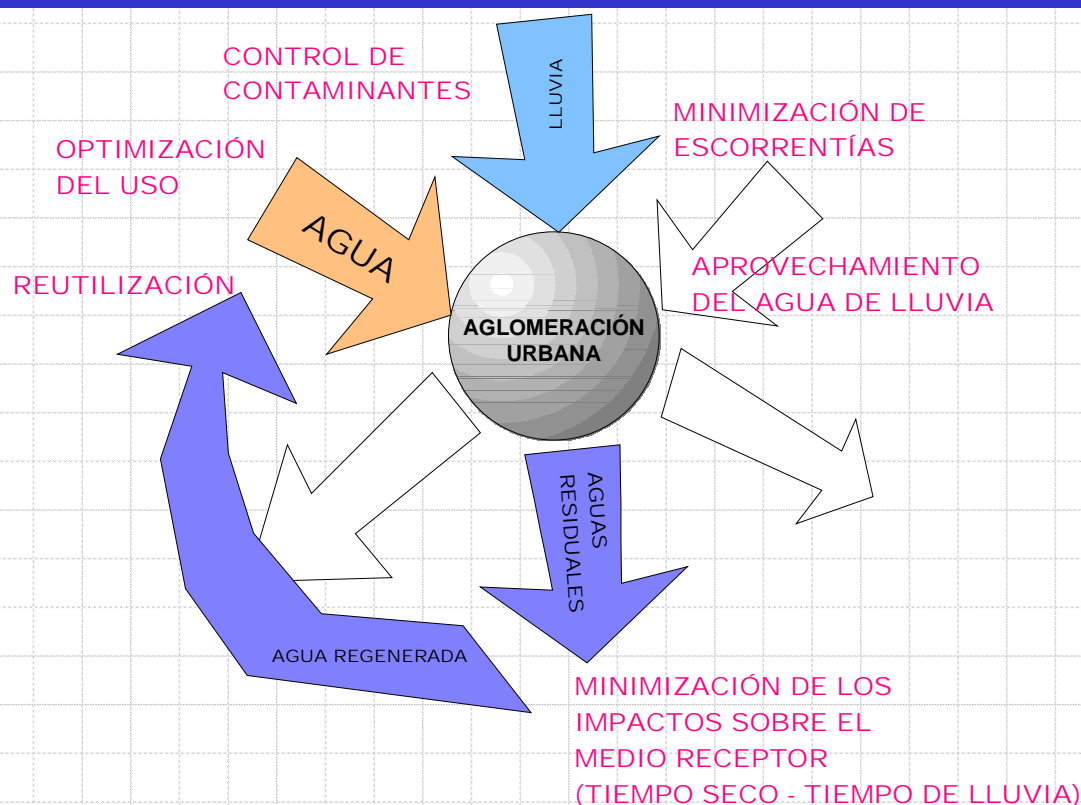 CONTROL DE
CONTAMINANTES
LLUVIA
MINIMIZACIÓN DE
ESCORRENTÍAS
OPTIMIZACIÓN
DEL USO
AGUA
REUTILIZACIÓN
APROVECHAMIENTO
DEL AGUA DE LLUVIA
AGLOMERACIÓN
URBANA
AGUAS
RESIDUALES
AGUA REGENERADA
MINIMIZACIÓN DE LOS
IMPACTOS SOBRE EL
MEDIO RECEPTOR
(TIEMPO SECO - TIEMPO DE LLUVIA)